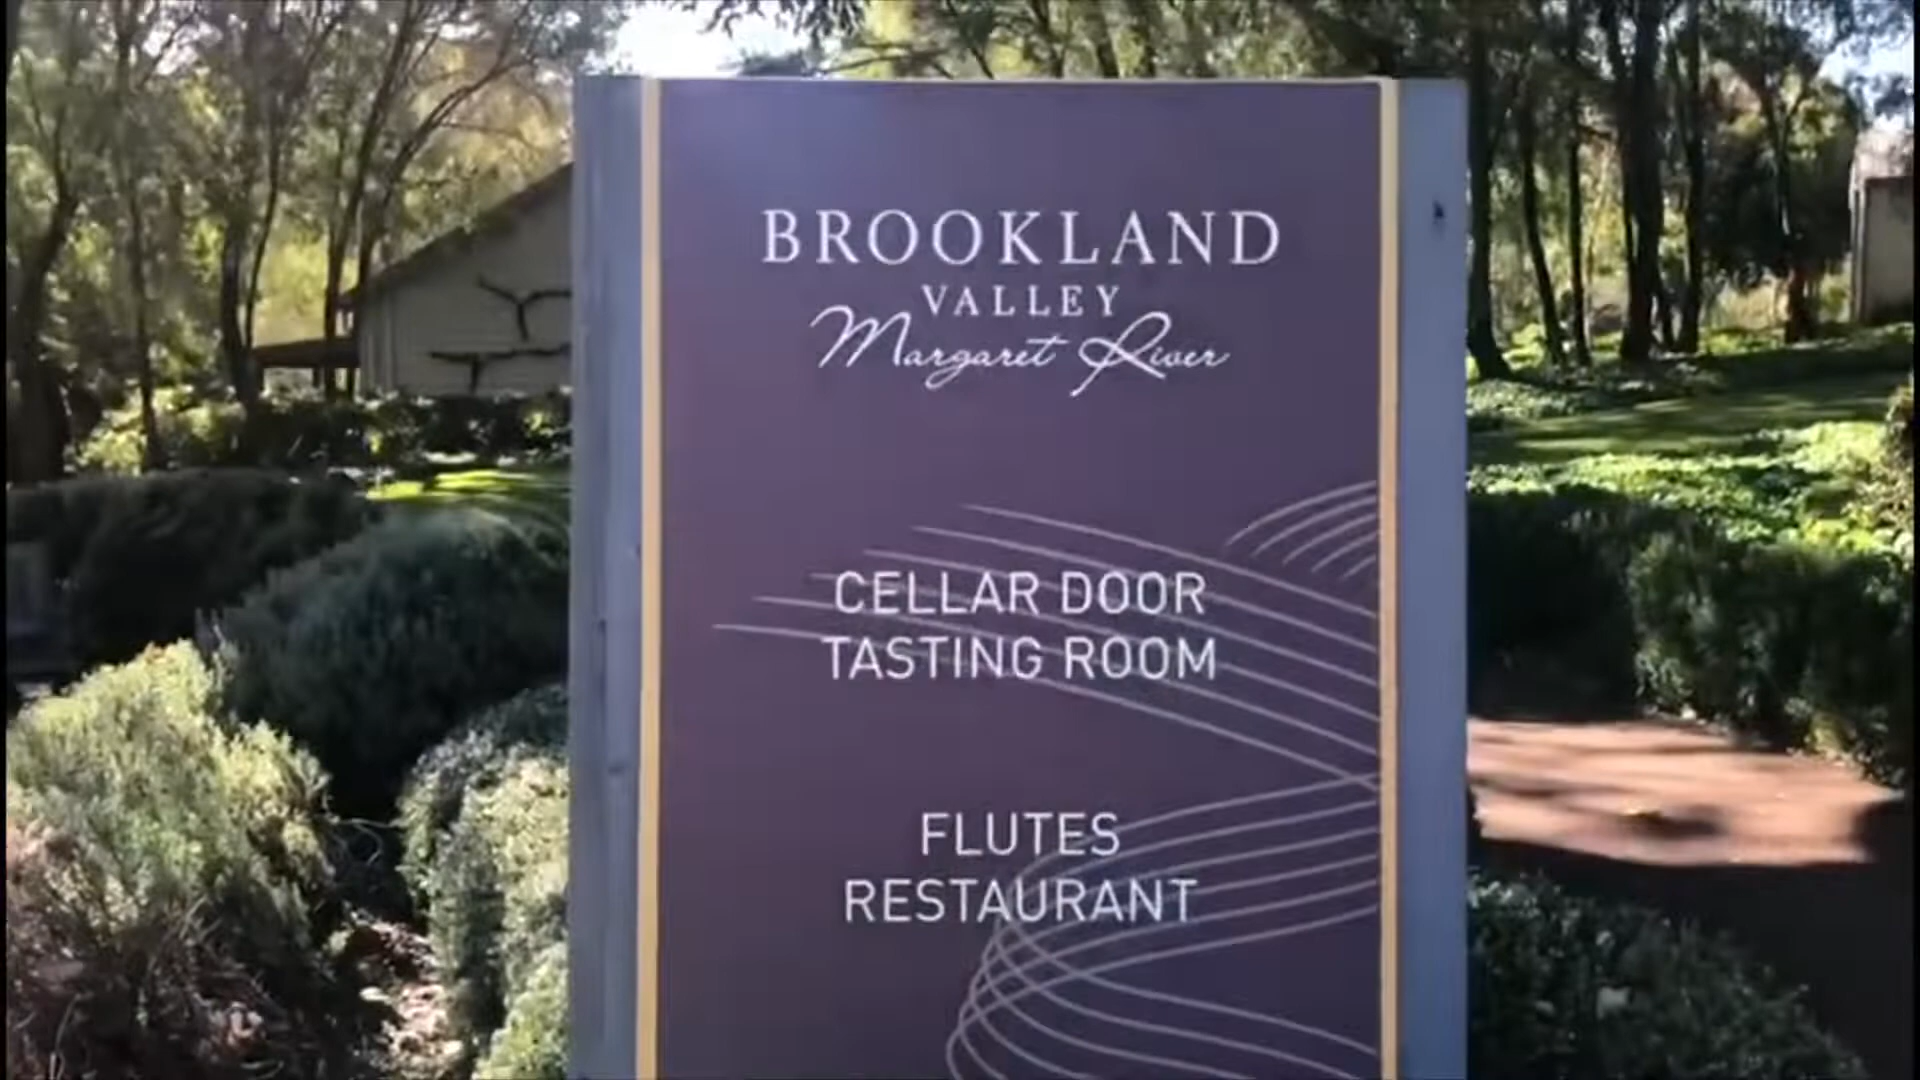 BROOKLAND
VALLEY
Margaret River
CELLAR DOOR
TASTING ROOM
FLUTES
RESTAURANT